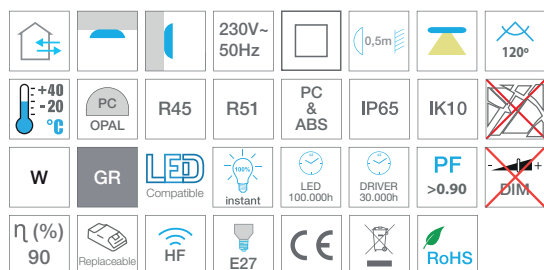 230V~
50Hz
0,5m
120º
+40
-20
°C
PC
OPAL
R45
R51
PC
&
ABS
IP65
IK10
W
GR
LED
Compatible
100%
instant
LED
100.000h
DRIVER
30.000h
PF
>0.90
- +
DIM
η (%)
90
Replaceable
HF
E27
CE
RoHS